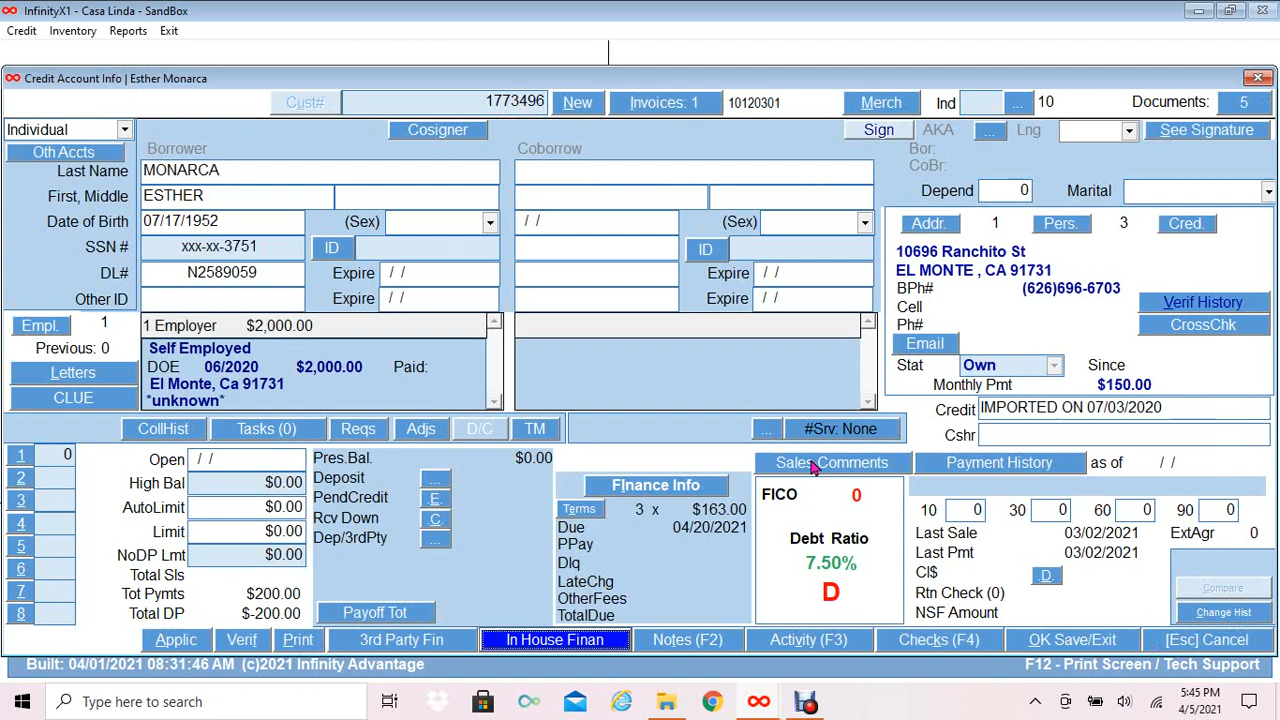 InfinityX1 - Casa Linda - SandBox
Credit Inventory Reports Exit
Credit Account Info | Esther Monarca
Cust# 1773496 New Invoices: 1 10120301 Merch Ind ... 10 Documents: 5
Individual Cosigner Sign AKA ... Lng See Signature
Oth Accts Borrower Coborrow Bor:
CoBr:
Last Name MONARCA
First, Middle ESTHER Depend 0 Marital
Date of Birth 07/17/1952 (Sex) / / (Sex) Addr. 1 Pers. 3 Cred.
SSN # xxx-xx-3751 ID ID 10696 Ranchito St
DL# N2589059 Expire / / Expire / / EL MONTE , CA 91731
BPh# (626)696-6703
Other ID Expire / / Expire / / Cell Verif History
Empl. 1 1 Employer $2,000.00 Ph# CrossChk
Previous: 0 Self Employed Email
Letters DOE 06/2020 $2,000.00 Paid: Stat Own Since
El Monte, Ca 91731 Monthly Pmt $150.00
CLUE *unknown* Credit IMPORTED ON 07/03/2020
CollHist Tasks (0) Reqs Adjs D/C TM ... #Srv: None Cshr
1 0 Open / / Pres.Bal. $0.00 Sales Comments Payment History as of / /
2 High Bal $0.00 Deposit ... FInance Info FICO 0
3 AutoLimit $0.00 PendCredit .E. Terms 3 x $163.00 10 0 30 0 60 0 90 0
4 Limit $0.00 Rcv Down .C. Due 04/20/2021 Debt Ratio Last Sale 03/02/2021 ExtAgr 0
5 NoDP Lmt $0.00 Dep/3rdPty ... PPay 7.50% Last Pmt 03/02/2021
6 Total Sls Dlq Cl$ .D.
7 Tot Pymts $200.00 LateChg D Rtn Check (0) Compare
8 Total DP $-200.00 Payoff Tot OtherFees NSF Amount Change Hist
TotalDue
Applic Verif Print 3rd Party Fin In House Finan Notes (F2) Activity (F3) Checks (F4) OK Save/Exit [Esc] Cancel
Built: 04/01/2021 08:31:46 AM (c)2021 Infinity Advantage F12 - Print Screen / Tech Support
Type here to search 5:45 PM
4/5/2021